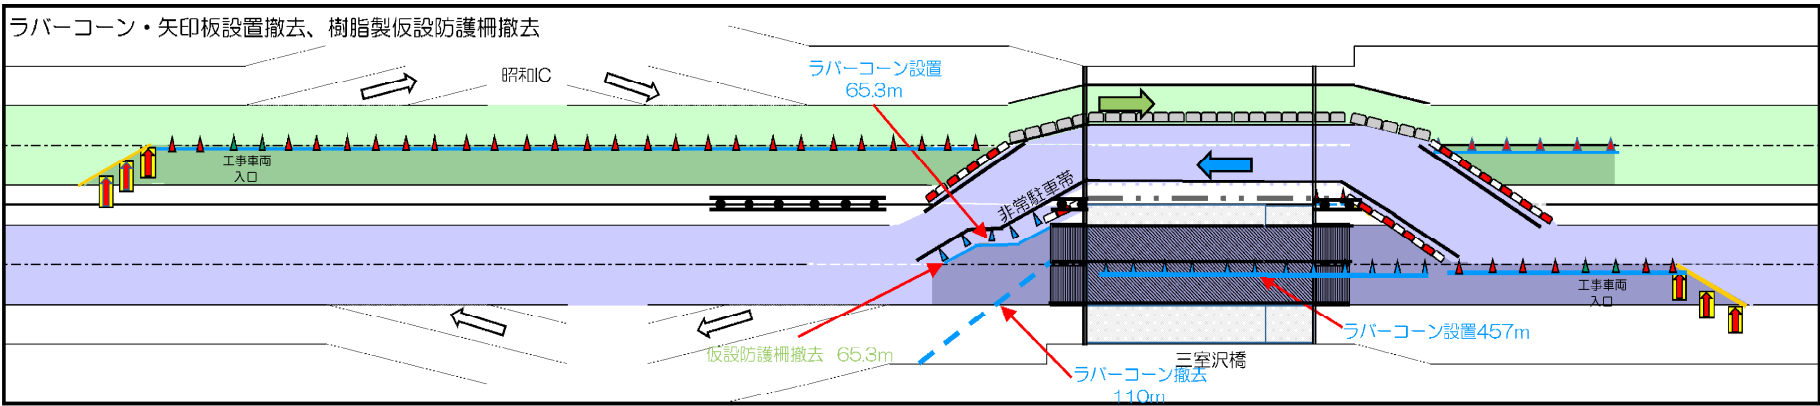 ラバーコーン・矢印板設置撤去、樹脂製仮設防護柵撤去
昭和IC
ラバーコーン設置
65.3m
工事車両
入口
非常駐車帯
工事車両
入口
ラバーコーン設置457m
仮設防護柵撤去 65.3m
三室沢橋
ラバーコーン撤去
110m